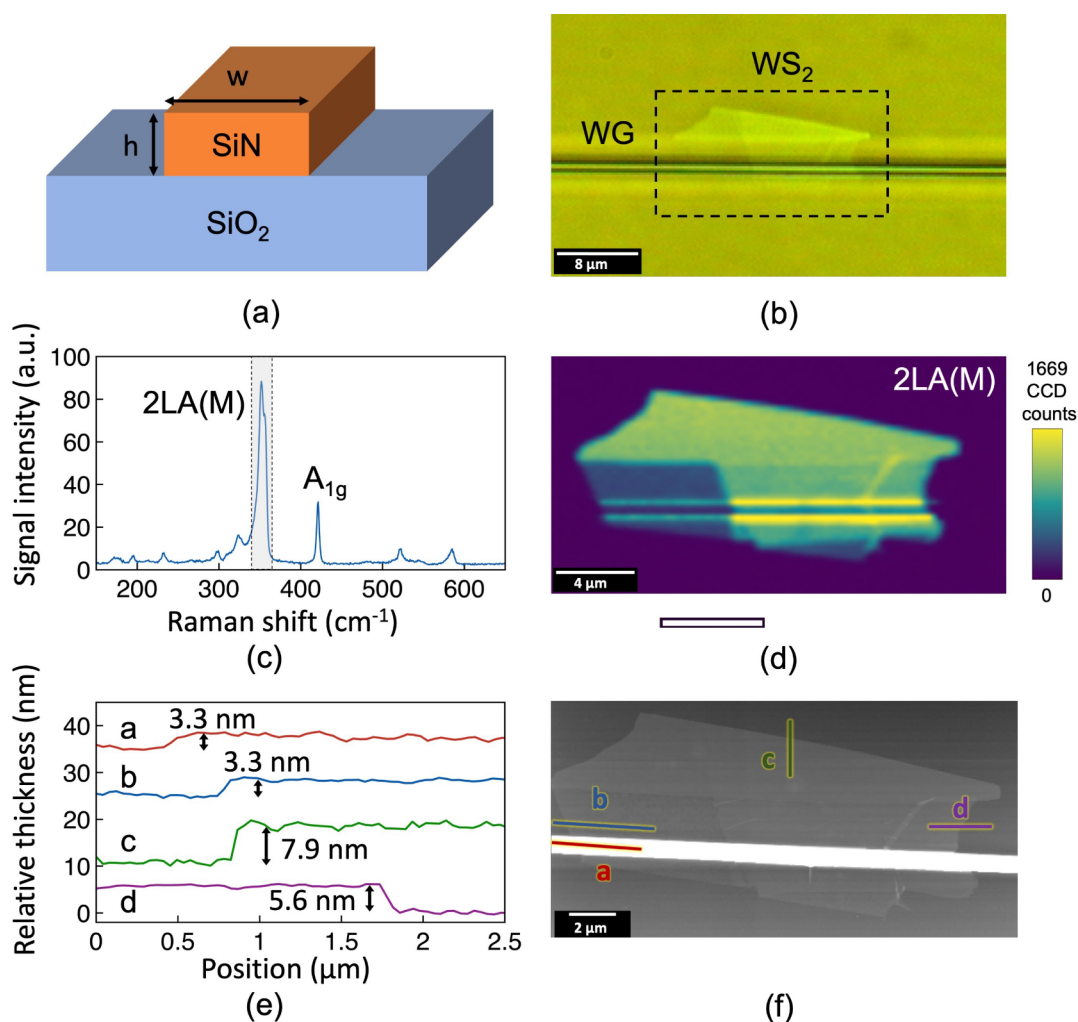 w
h
SiN
SiO₂
(a)
WS₂
WG
8 μm
(b)
Signal intensity (a.u.)
100
80
60
40
20
0
2LA(M)
A₁g
200
300
400
500
600
Raman shift (cm⁻¹)
(c)
2LA(M)
1669
CCD
counts
0
4 μm
(d)
Relative thickness (nm)
40
30
20
10
0
a
3.3 nm
b
3.3 nm
c
7.9 nm
d
5.6 nm
0
0.5
1
1.5
2
2.5
Position (μm)
(e)
c
b
d
a
2 μm
(f)